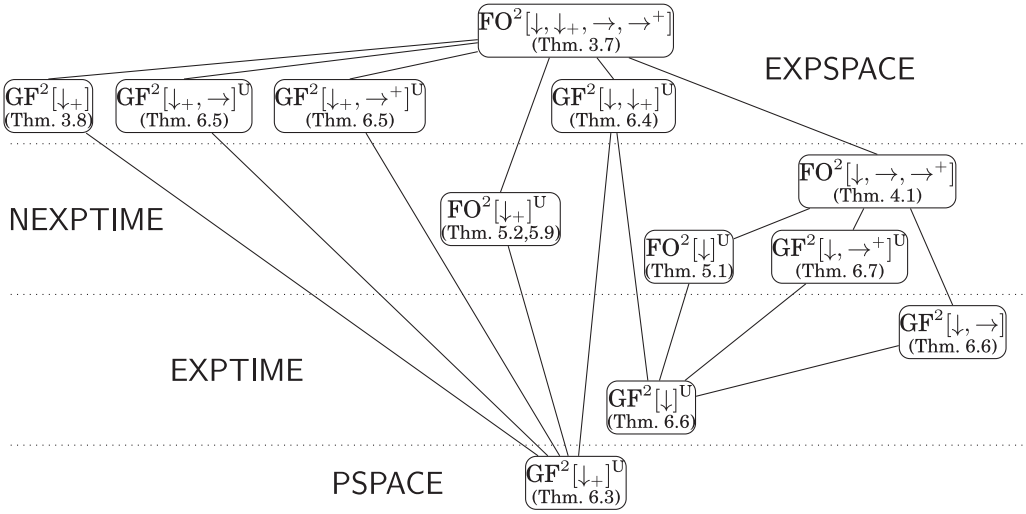 FO²[↓, ↓₊, →, →⁺]
(Thm. 3.7)
EXPSPACE
GF²[↓₊]
(Thm. 3.8)
GF²[↓₊, →]ᵁ
(Thm. 6.5)
GF²[↓₊, →⁺]ᵁ
(Thm. 6.5)
GF²[↓, ↓₊]ᵁ
(Thm. 6.4)
FO²[↓, →, →⁺]
(Thm. 4.1)
NEXPTIME
FO²[↓₊]ᵁ
(Thm. 5.2,5.9)
FO²[↓]ᵁ
(Thm. 5.1)
GF²[↓, →⁺]ᵁ
(Thm. 6.7)
GF²[↓, →]
(Thm. 6.6)
EXPTIME
GF²[↓]ᵁ
(Thm. 6.6)
PSPACE
GF²[↓₊]ᵁ
(Thm. 6.3)